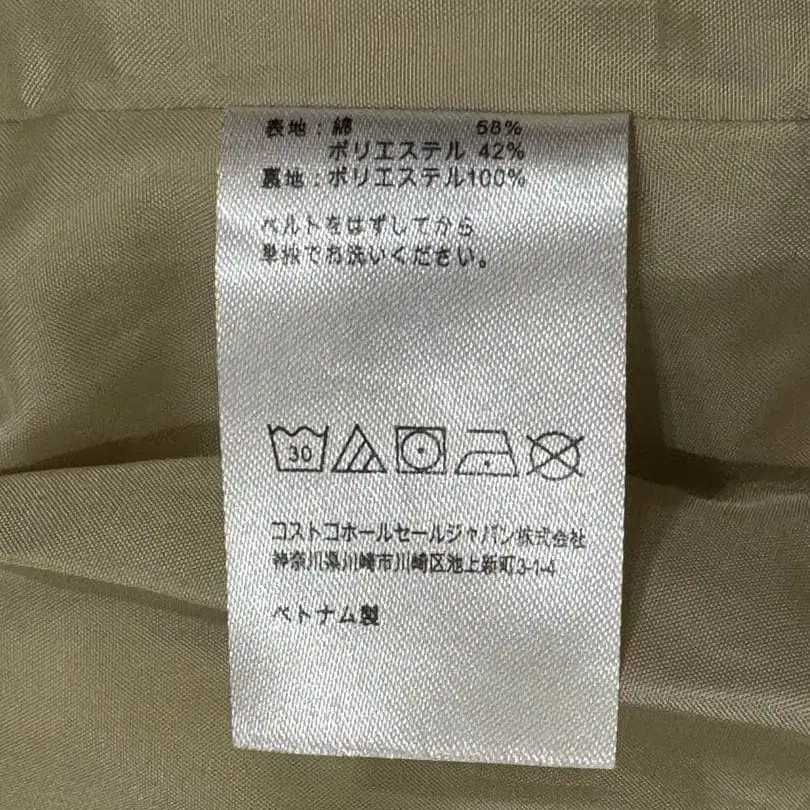 表地：綿 58%
ポリエステル 42%
裏地：ポリエステル100%
ベルトをはずしてから
単独でお洗いください。
30
コストコホールセールジャパン株式会社
神奈川県川崎市川崎区池上新町3-1-4
ベトナム製